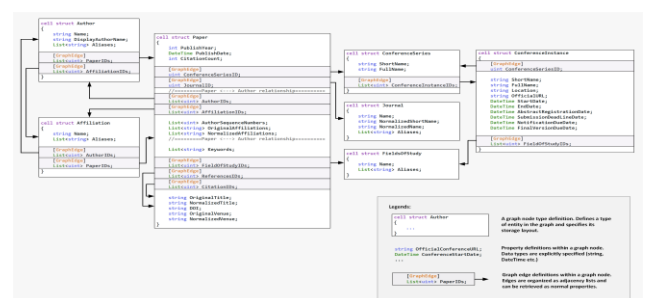 cell struct Author
{
string Name;
string DisplayAuthorName;
List<string> Aliases;
[GraphEdge]
List<uint> PaperIDs;
[GraphEdge]
List<uint> AffiliationIDs;
}
cell struct Affiliation
{
string Name;
List<string> Aliases;
[GraphEdge]
List<uint> AuthorIDs;
[GraphEdge]
List<uint> PaperIDs;
}
cell struct Paper
{
int PublishYear;
DateTime PublishDate;
int CitationCount;
[GraphEdge]
uint ConferenceSeriesID;
[GraphEdge]
uint JournalID;
//=========Paper <---> Author relationship==========
[GraphEdge]
List<uint> AuthorIDs;
[GraphEdge]
List<uint> AffiliationIDs;
List<uint> AuthorSequenceNumbers;
List<string> OriginalAffiliations;
List<string> NormalizedAffiliations;
//=========Paper <---> Author relationship==========
List<string> Keywords;
[GraphEdge]
List<uint> FieldOfStudyIDs;
[GraphEdge]
List<uint> ReferencesIDs;
[GraphEdge]
List<uint> CitationIDs;
string OriginalTitle;
string NormalizedTitle;
string DOI;
string OriginalVenue;
string NormalizedVenue;
}
cell struct ConferenceSeries
{
string ShortName;
string FullName;
[GraphEdge]
List<uint> ConferenceInstanceIDs;
}
cell struct Journal
{
string Name;
string NormalizedShortName;
string NormalizedName;
List<string> Aliases;
}
cell struct FieldOfStudy
{
string Name;
List<string> Aliases;
}
cell struct ConferenceInstance
{
[GraphEdge]
uint ConferenceSeriesID;
string ShortName;
string FullName;
string Location;
string OfficialURL;
DateTime StartDate;
DateTime EndDate;
DateTime AbstractRegistrationDate;
DateTime SubmissionDeadLineDate;
DateTime NotificationDueDate;
DateTime FinalVersionDueDate;
[GraphEdge]
List<uint> FieldOfStudyIDs;
}
Legends:
cell struct Author
{
...
}
A graph node type definition. Defines a type
of entity in the graph and specifies its
storage layout.
string OfficialConferenceURL;
DateTime ConferenceStartDate;
...
Property definitions within a graph node.
Data types are explicitly specified (string,
DateTime etc.)
[GraphEdge]
List<uint> PaperIDs;
Graph edge definitions within a graph node.
Edges are organized as adjacency lists and
can be retrieved as normal properties.